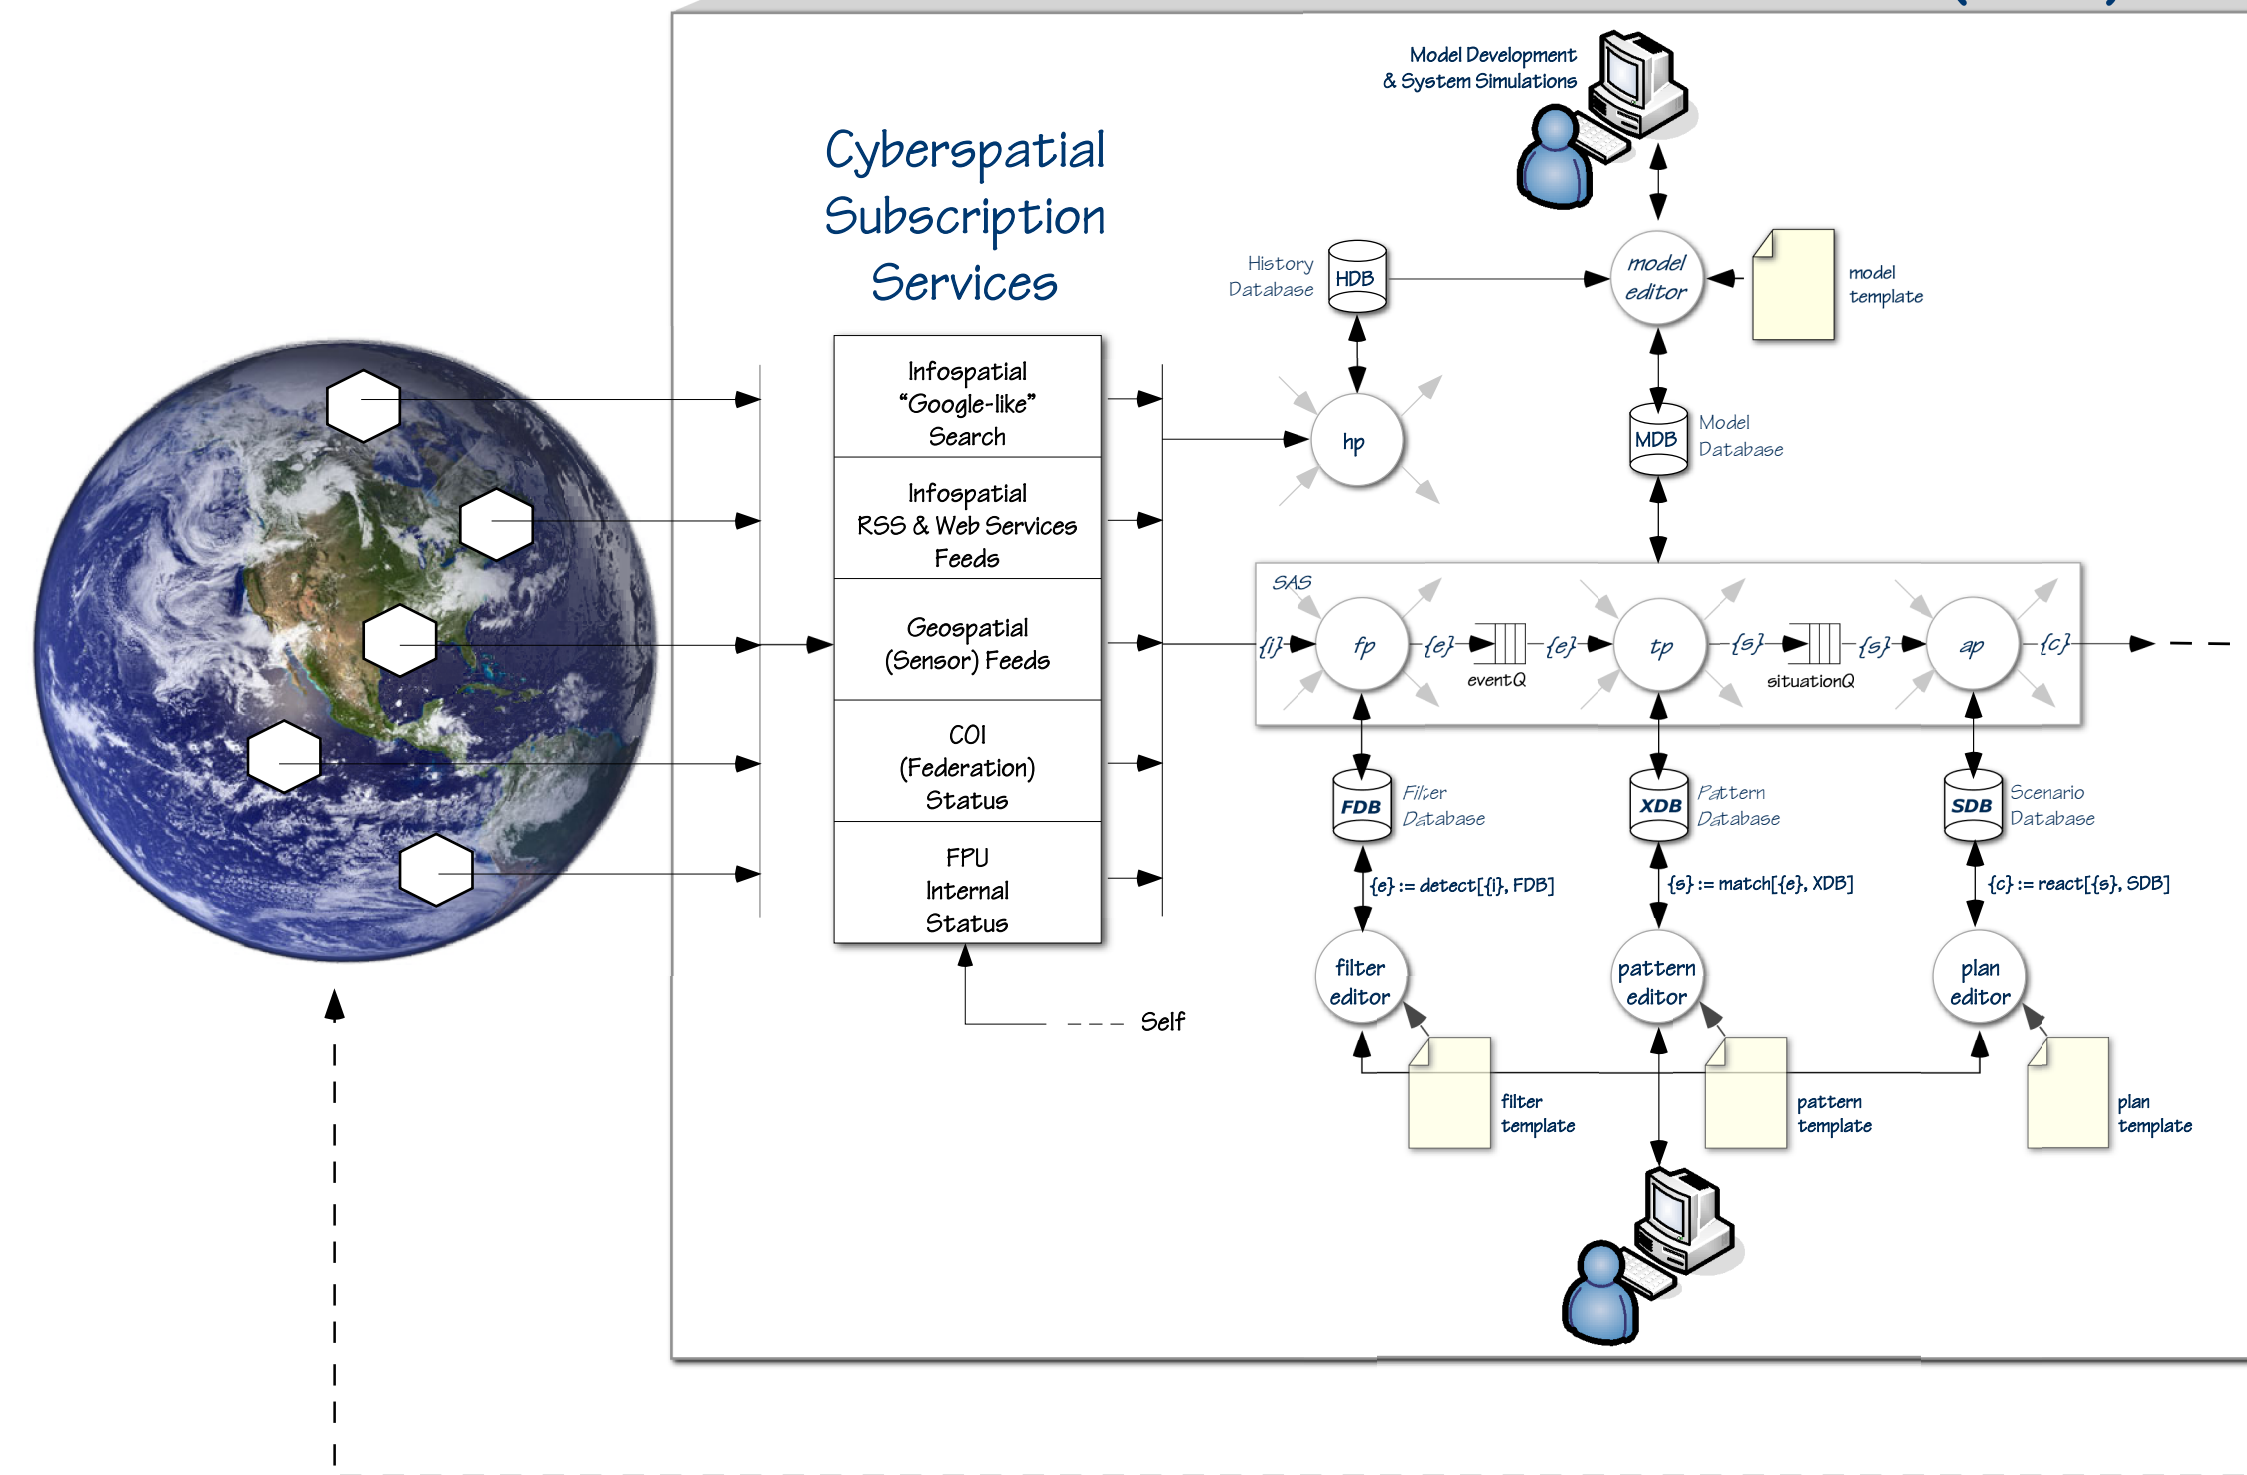 Model Development
& System Simulations
Cyberspatial
Subscription
Services
History
Database
HDB
model
editor
model
template
Infospatial
“Google-like”
Search
hp
MDB
Model
Database
Infospatial
RSS & Web Services
Feeds
SAS
{i}
fp
{e}
{e}
tp
{s}
{s}
ap
{c}
eventQ
situationQ
Geospatial
(Sensor) Feeds
COI
(Federation)
Status
FDB
Filter
Database
XDB
Pattern
Database
SDB
Scenario
Database
FPU
Internal
Status
{e} := detect[{i}, FDB]
{s} := match[{e}, XDB]
{c} := react[{s}, SDB]
filter
editor
pattern
editor
plan
editor
Self
filter
template
pattern
template
plan
template